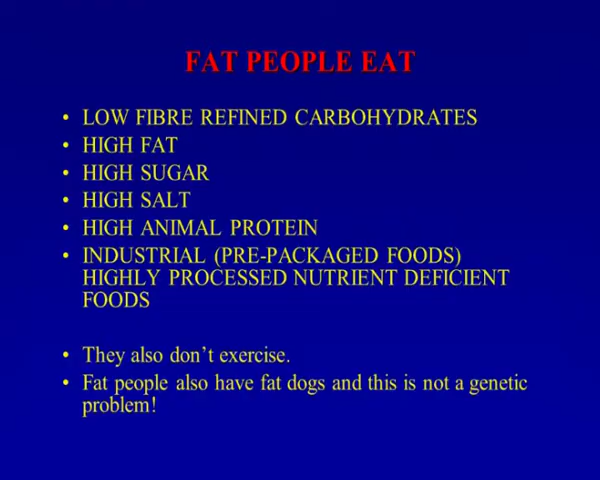 FAT PEOPLE EAT
• LOW FIBRE REFINED CARBOHYDRATES
• HIGH FAT
• HIGH SUGAR
• HIGH SALT
• HIGH ANIMAL PROTEIN
• INDUSTRIAL (PRE-PACKAGED FOODS)
HIGHLY PROCESSED NUTRIENT DEFICIENT
FOODS
• They also don't exercise.
• Fat people also have fat dogs and this is not a genetic
problem!